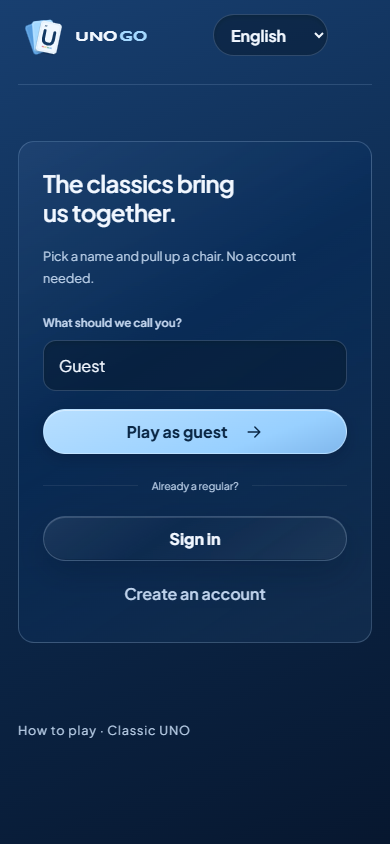 U
UNO GO
English
The classics bring
us together.
Pick a name and pull up a chair. No account
needed.
What should we call you?
Guest
Play as guest →
Already a regular?
Sign in
Create an account
How to play · Classic UNO